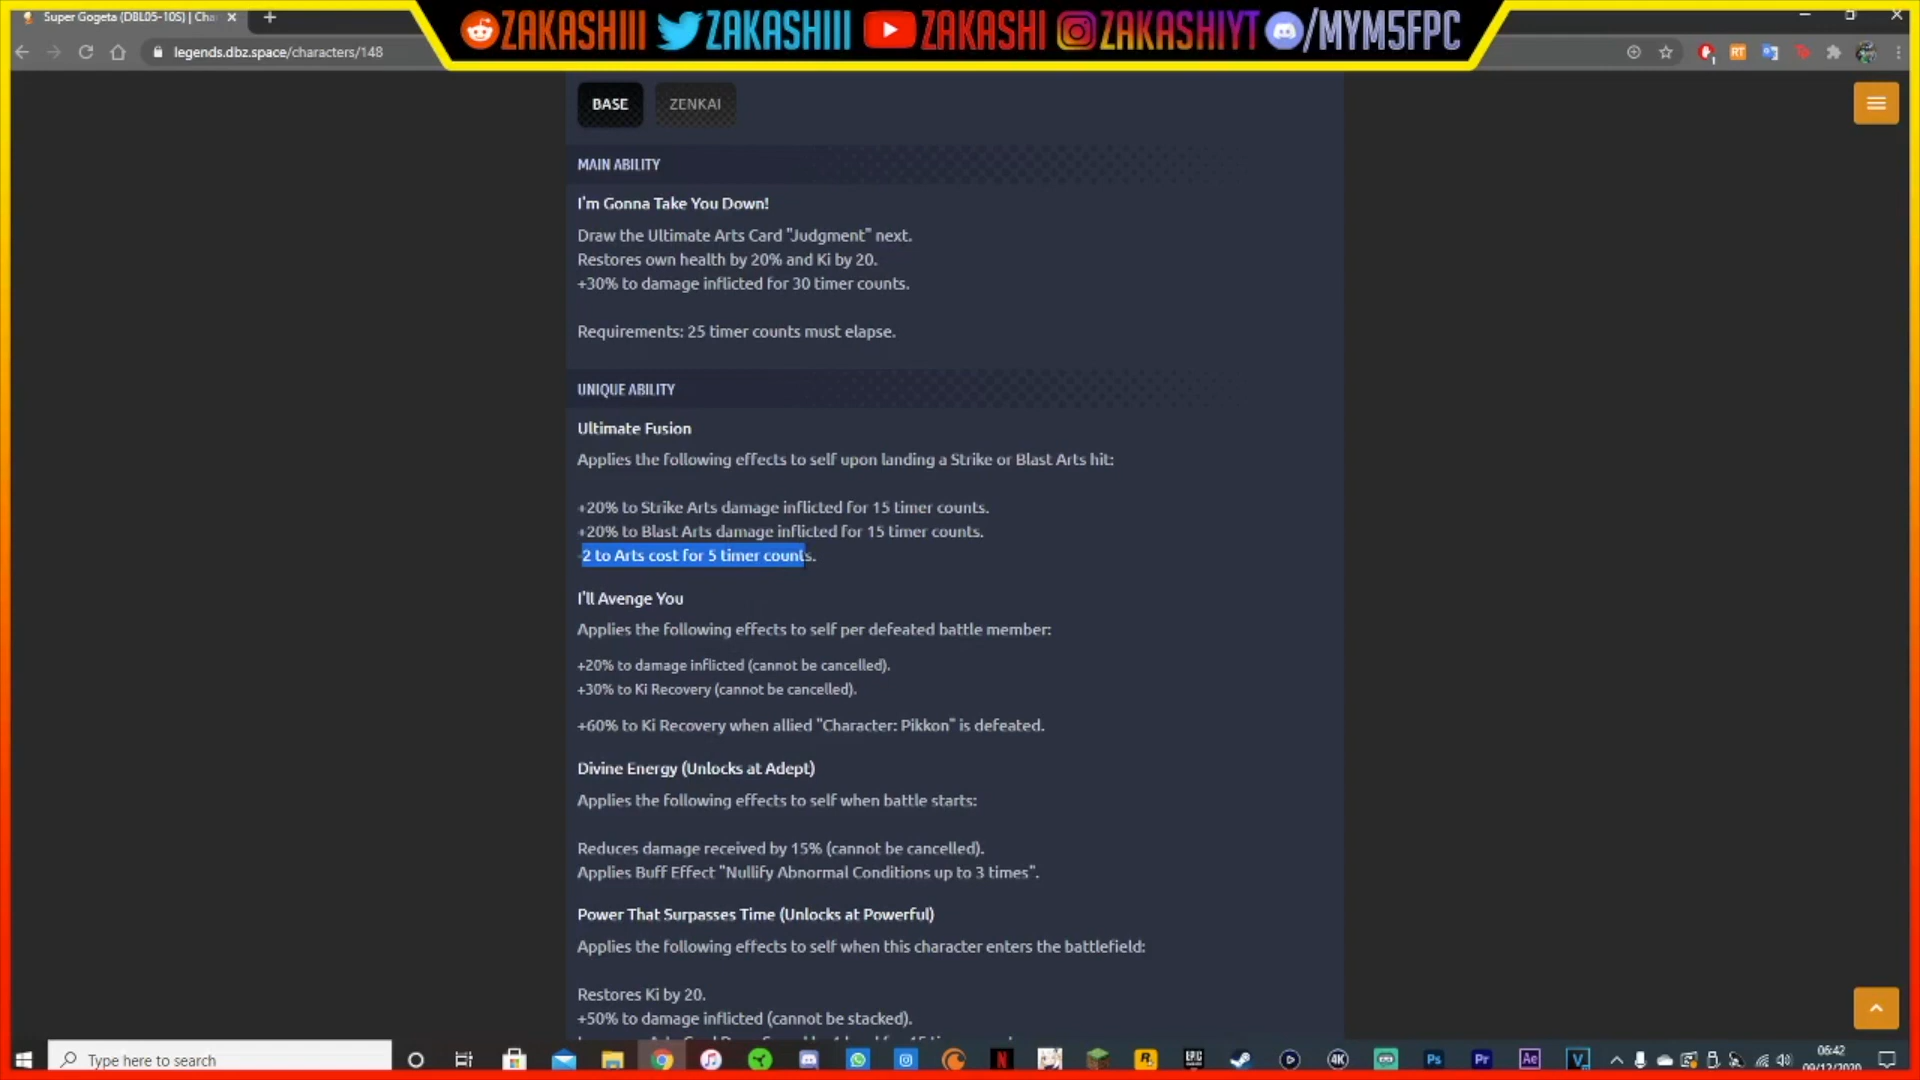 Super Gogeta (DBL05-10S) | Cha
ZAKASHIII ZAKASHIII ZAKASHI ZAKASHIYT /MYM5FPC
legends.dbz.space/characters/148
BASE ZENKAI
MAIN ABILITY
I'm Gonna Take You Down!
Draw the Ultimate Arts Card "Judgment" next.
Restores own health by 20% and Ki by 20.
+30% to damage inflicted for 30 timer counts.
Requirements: 25 timer counts must elapse.
UNIQUE ABILITY
Ultimate Fusion
Applies the following effects to self upon landing a Strike or Blast Arts hit:
+20% to Strike Arts damage inflicted for 15 timer counts.
+20% to Blast Arts damage inflicted for 15 timer counts.
-2 to Arts cost for 5 timer counts.
I'll Avenge You
Applies the following effects to self per defeated battle member:
+20% to damage inflicted (cannot be cancelled).
+30% to Ki Recovery (cannot be cancelled).
+60% to Ki Recovery when allied "Character: Pikkon" is defeated.
Divine Energy (Unlocks at Adept)
Applies the following effects to self when battle starts:
Reduces damage received by 15% (cannot be cancelled).
Applies Buff Effect "Nullify Abnormal Conditions up to 3 times".
Power That Surpasses Time (Unlocks at Powerful)
Applies the following effects to self when this character enters the battlefield:
Restores Ki by 20.
+50% to damage inflicted (cannot be stacked).
Type here to search
06:42
09/12/2020